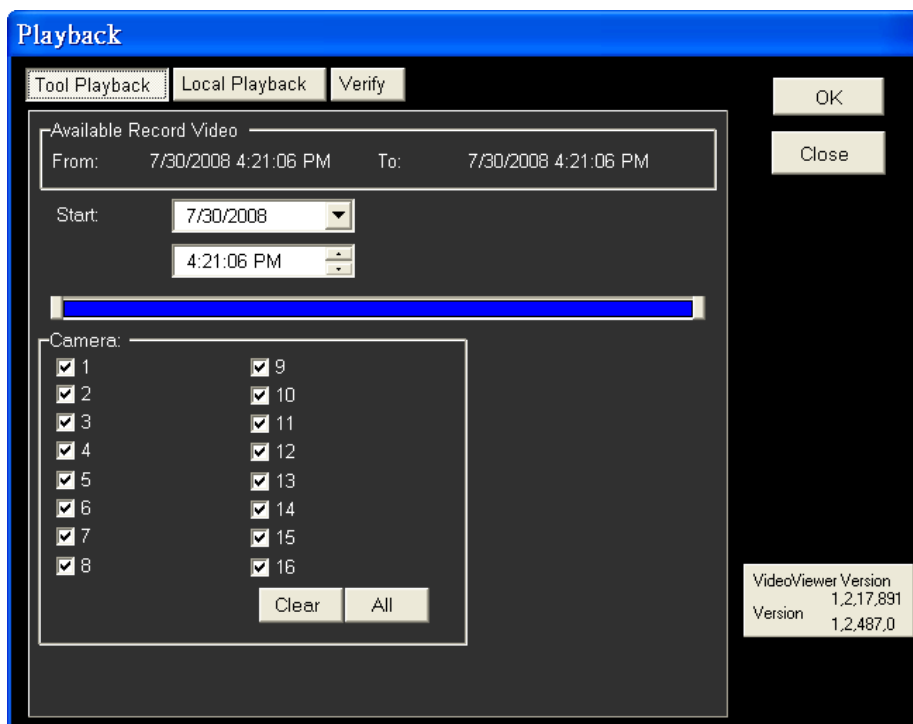 Playback
Tool Playback Local Playback Verify
OK
Close
Available Record Video
From: 7/30/2008 4:21:06 PM To: 7/30/2008 4:21:06 PM
Start: 7/30/2008
4:21:06 PM
Camera:
1 9
2 10
3 11
4 12
5 13
6 14
7 15
8 16
Clear All
VideoViewer Version
1,2,17,891
Version
1,2,487,0